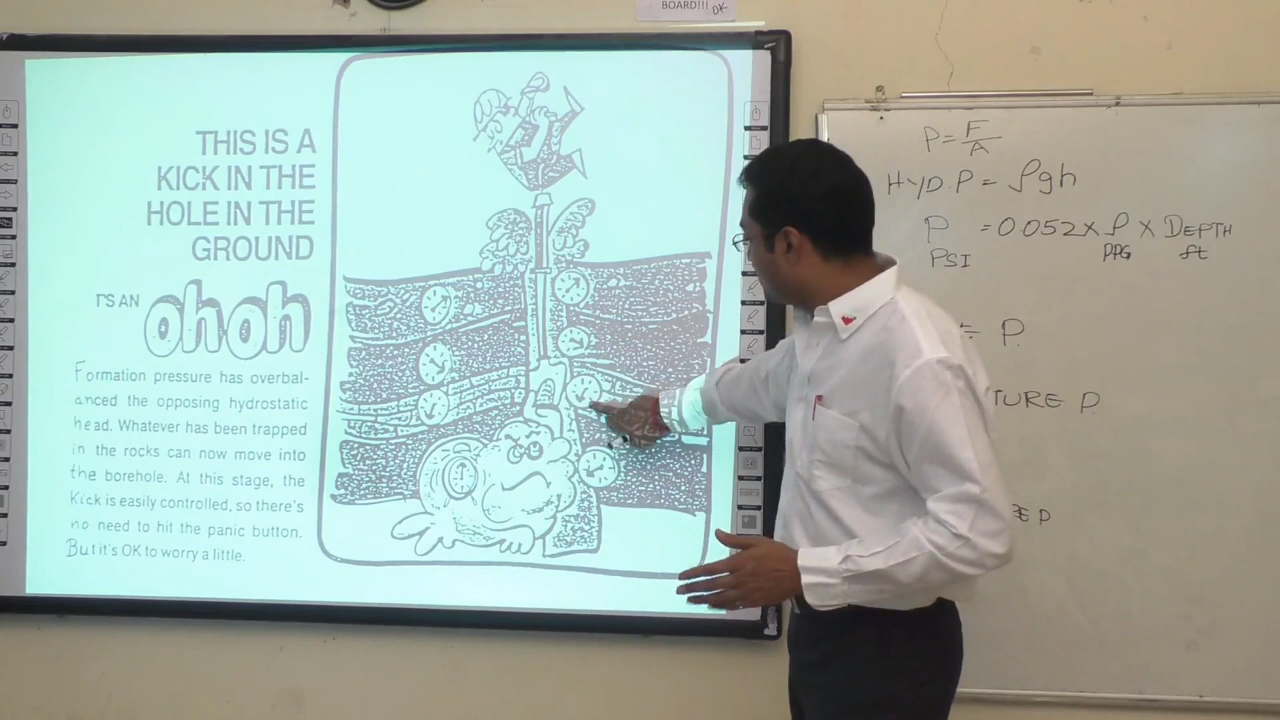 BOARD!!! OK
THIS IS A
KICK IN THE
HOLE IN THE
GROUND
IT'S AN ohoh
Formation pressure has overbal-
anced the opposing hydrostatic
head. Whatever has been trapped
in the rocks can now move into
the borehole. At this stage, the
Kick is easily controlled, so there's
no need to hit the panic button.
But it's OK to worry a little.
P = F/A
HYD. P = ρgh
P = 0.052 × ρ × DEPTH
PSI PPG ft
= P
TURE P
P